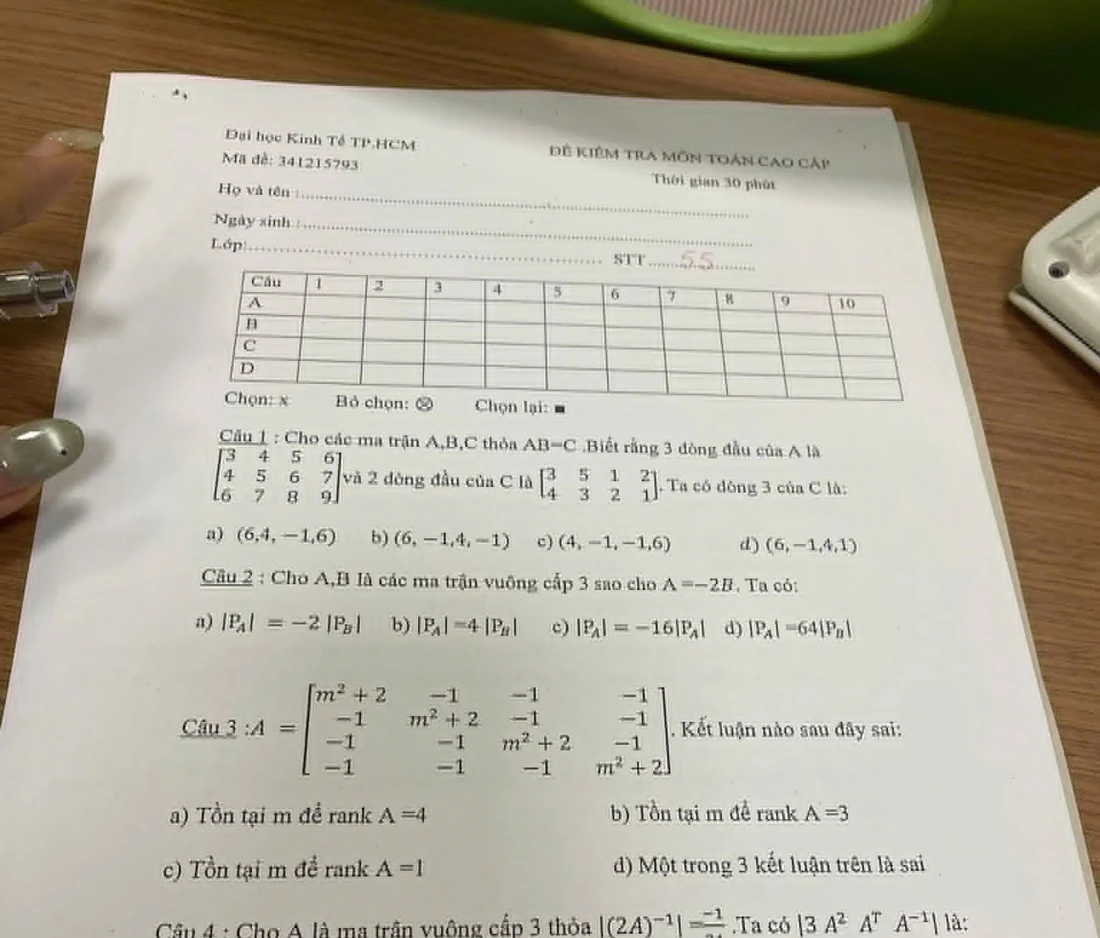 Đại học Kinh Tế TP.HCM
ĐỀ KIỂM TRA MÔN TOÁN CAO CẤP
Mã đề: 341215793
Thời gian 30 phút
Họ và tên :
Ngày sinh :
Lớp:
STT 55
Câu 1 2 3 4 5 6 7 8 9 10
A
B
C
D
Chọn: x Bỏ chọn: ⓧ Chọn lại: ■
Câu 1 : Cho các ma trận A,B,C thỏa AB=C .Biết rằng 3 dòng đầu của A là
[3 4 5 6; 4 5 6 7; 6 7 8 9] và 2 dòng đầu của C là [3 5 1 2; 4 3 2 1]. Ta có dòng 3 của C là:
a) (6,4, −1,6) b) (6, −1,4, −1) c) (4, −1, −1,6) d) (6, −1,4,1)
Câu 2 : Cho A,B là các ma trận vuông cấp 3 sao cho A =−2B. Ta có:
a) |P_A| = −2 |P_B| b) |P_A| =4 |P_B| c) |P_A| = −16|P_A| d) |P_A| =64|P_B|
Câu 3 :A = [m² + 2 −1 −1 −1; −1 m² + 2 −1 −1; −1 −1 m² + 2 −1; −1 −1 −1 m² + 2]. Kết luận nào sau đây sai:
a) Tồn tại m để rank A =4 b) Tồn tại m để rank A =3
c) Tồn tại m để rank A =1 d) Một trong 3 kết luận trên là sai
Câu 4 : Cho A là ma trận vuông cấp 3 thỏa |(2A)⁻¹| = −1 .Ta có |3 A² Aᵀ A⁻¹| là: